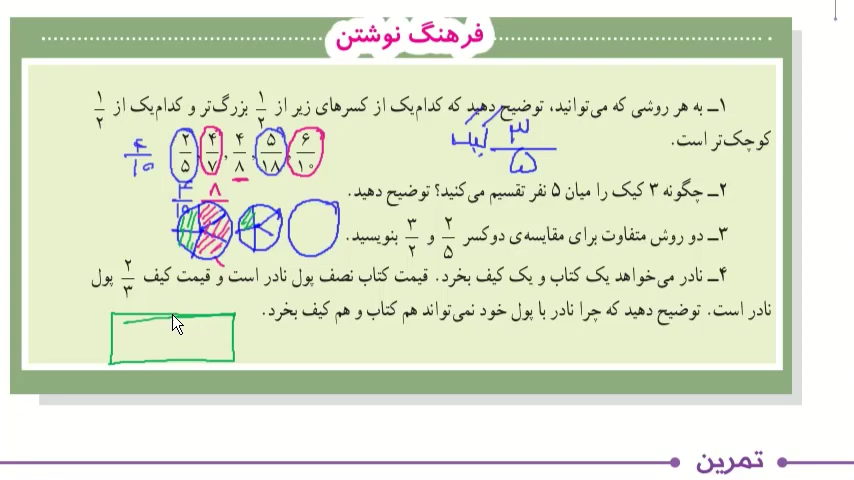 فرهنگ نوشتن
۱ــ به هر روشی که می‌توانید، توضیح دهید که کدام‌یک از کسرهای زیر از ۱/۲ بزرگ‌تر و کدام‌یک از ۱/۲
کوچک‌تر است.
۲/۵ , ۴/۷ , ۴/۸ , ۵/۱۸ , ۶/۱۰
۴/۱۰
۳/۵
۸
۲ــ چگونه ۳ کیک را میان ۵ نفر تقسیم می‌کنید؟ توضیح دهید.
۳ــ دو روش متفاوت برای مقایسه‌ی دوکسر ۲/۵ و ۳/۲ بنویسید.
۴ــ نادر می‌خواهد یک کتاب و یک کیف بخرد. قیمت کتاب نصف پول نادر است و قیمت کیف ۲/۳ پول
نادر است. توضیح دهید که چرا نادر با پول خود نمی‌تواند هم کتاب و هم کیف بخرد.
تمرین